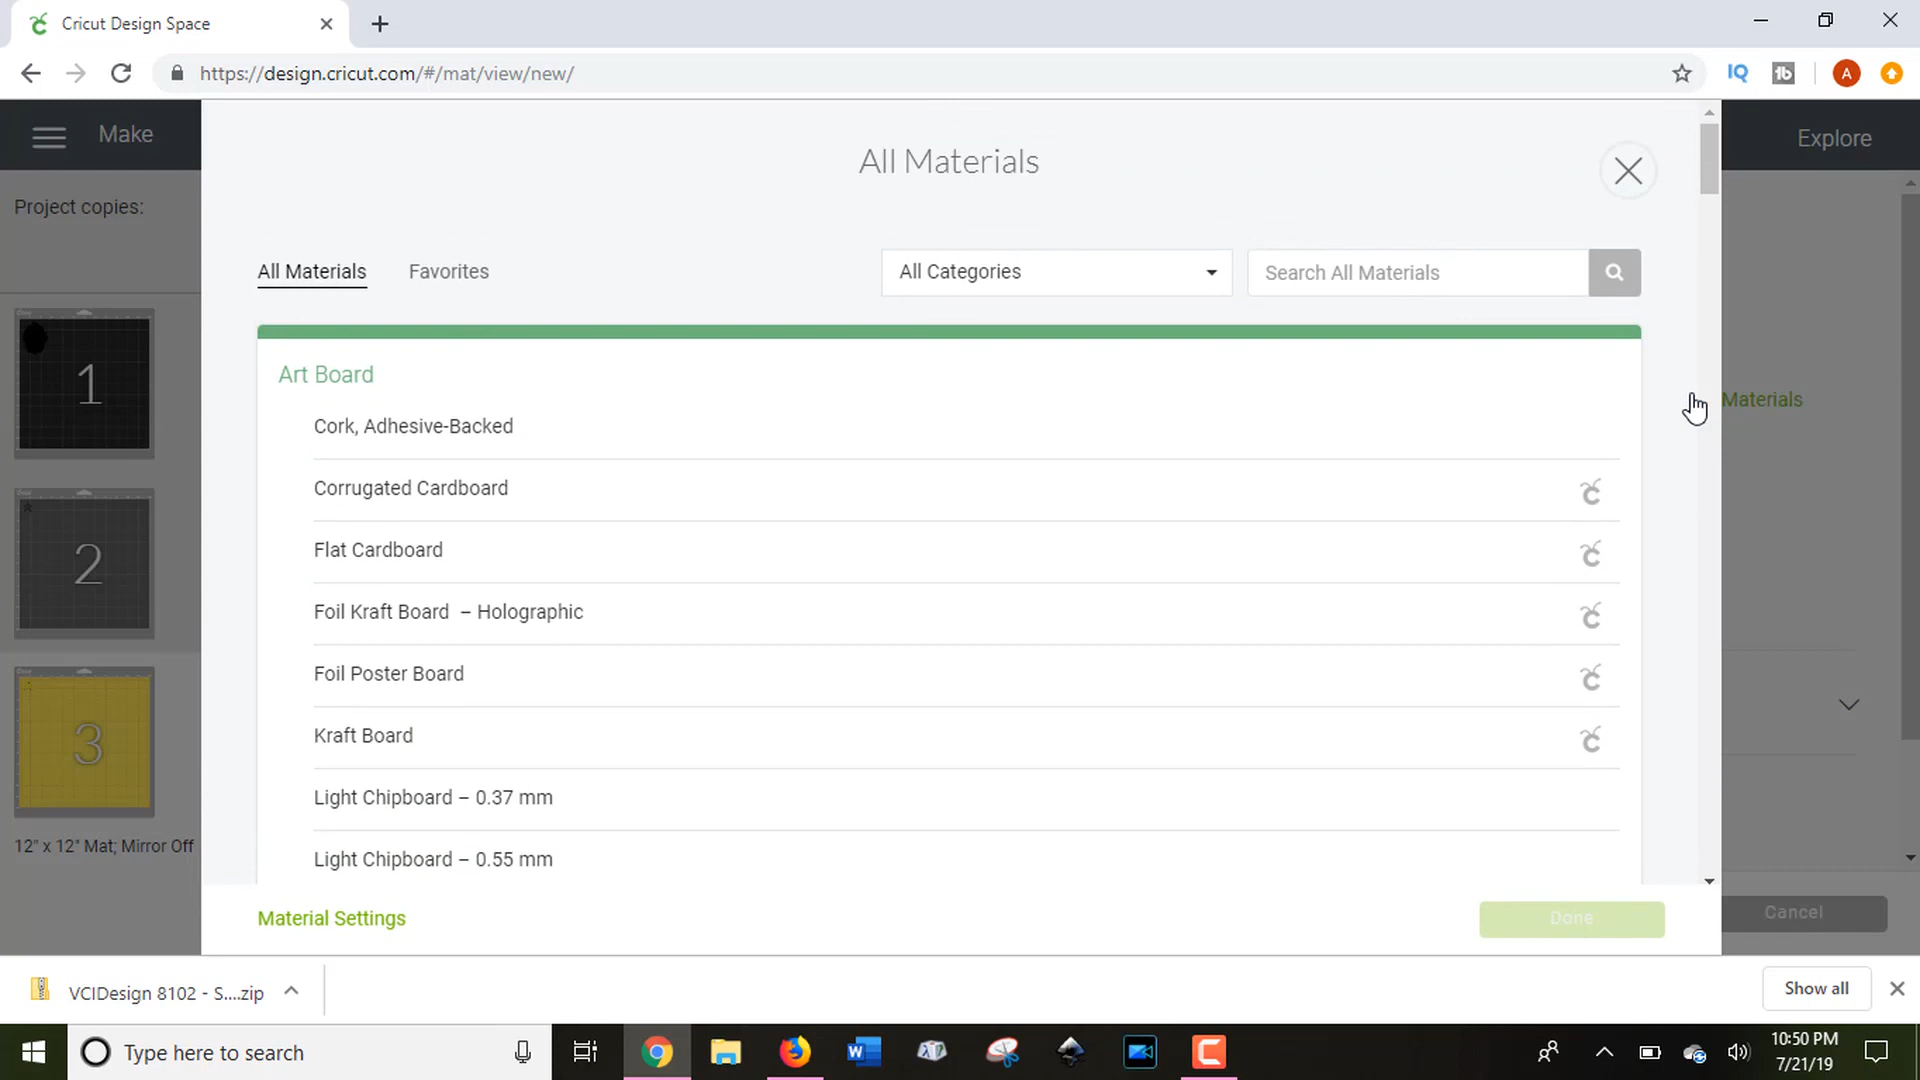 Cricut Design Space
https://design.cricut.com/#/mat/view/new/
IQ
tb
A
Make
Explore
All Materials
Project copies:
All Materials
Favorites
All Categories
Search All Materials
Art Board
Cork, Adhesive-Backed
Materials
Corrugated Cardboard
Flat Cardboard
Foil Kraft Board – Holographic
Foil Poster Board
Kraft Board
Light Chipboard – 0.37 mm
Light Chipboard – 0.55 mm
1
2
3
12" x 12" Mat; Mirror Off
Material Settings
Done
Cancel
VCIDesign 8102 - S....zip
Show all
Type here to search
10:50 PM
7/21/19